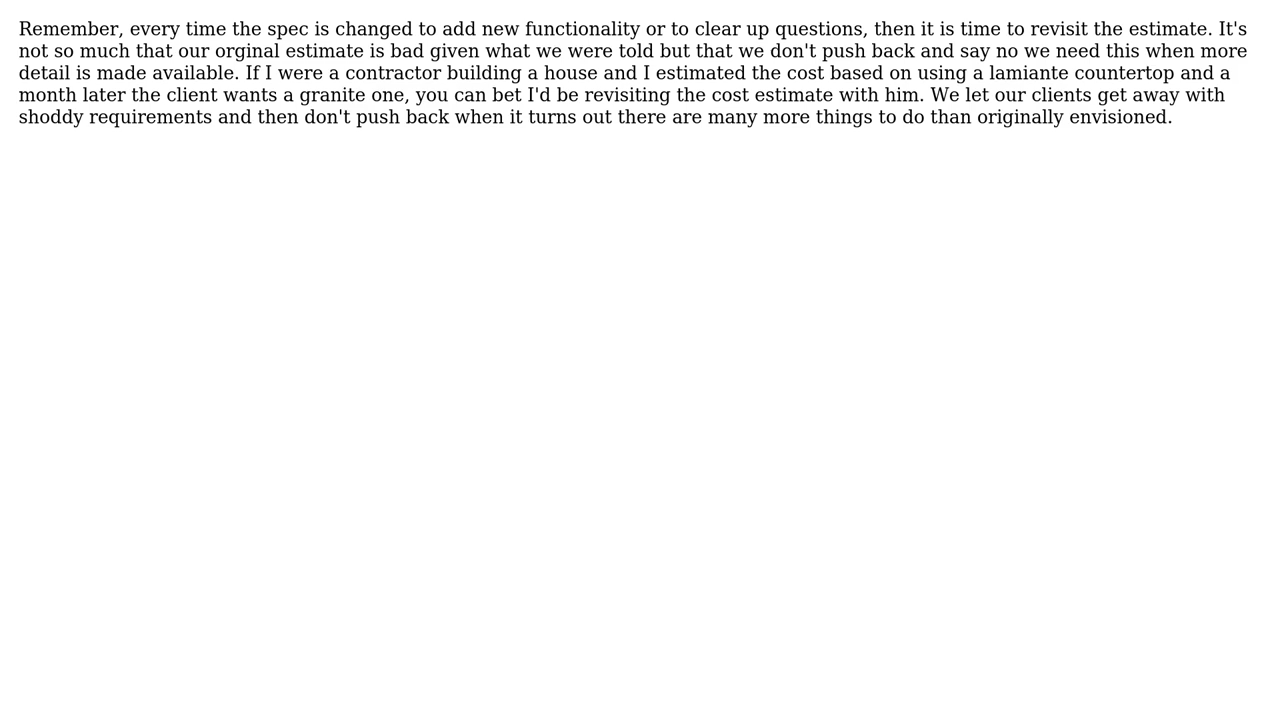 Remember, every time the spec is changed to add new functionality or to clear up questions, then it is time to revisit the estimate. It's
not so much that our orginal estimate is bad given what we were told but that we don't push back and say no we need this when more
detail is made available. If I were a contractor building a house and I estimated the cost based on using a lamiante countertop and a
month later the client wants a granite one, you can bet I'd be revisiting the cost estimate with him. We let our clients get away with
shoddy requirements and then don't push back when it turns out there are many more things to do than originally envisioned.